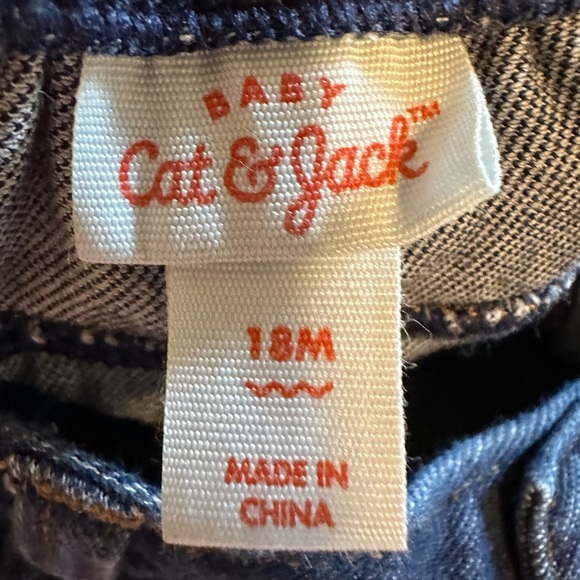 BABY
Cat & Jack™
18M
MADE IN
CHINA